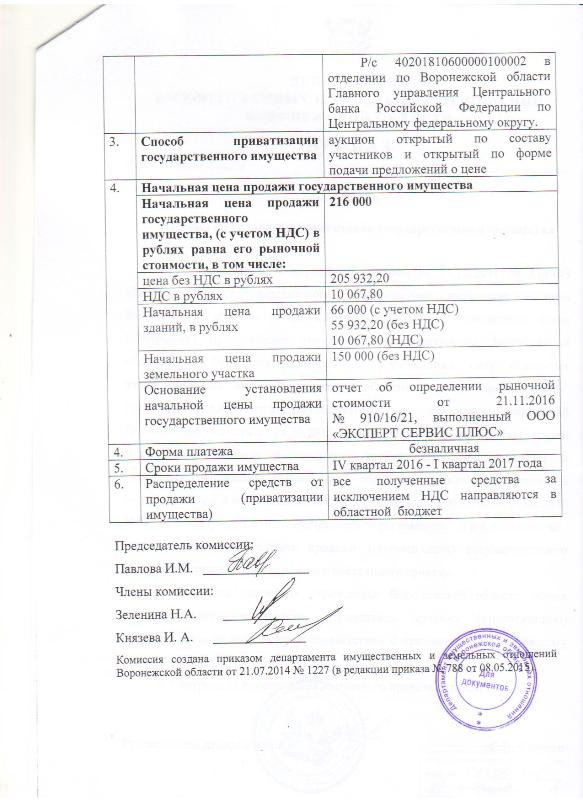 Р/с 40201810600000100002 в
отделении по Воронежской области
Главного управления Центрального
банка Российской Федерации по
Центральному федеральному округу.
3. Способ приватизации аукцион открытый по составу
государственного имущества участников и открытый по форме
подачи предложений о цене
4. Начальная цена продажи государственного имущества
Начальная цена продажи 216 000
государственного
имущества, (с учетом НДС) в
рублях равна его рыночной
стоимости, в том числе:
цена без НДС в рублях 205 932,20
НДС в рублях 10 067,80
Начальная цена продажи 66 000 (с учетом НДС)
зданий, в рублях 55 932,20 (без НДС)
10 067,80 (НДС)
Начальная цена продажи 150 000 (без НДС)
земельного участка
Основание установления отчет об определении рыночной
начальной цены продажи стоимости от 21.11.2016
государственного имущества № 910/16/21, выполненный ООО
«ЭКСПЕРТ СЕРВИС ПЛЮС»
4. Форма платежа безналичная
5. Сроки продажи имущества IV квартал 2016 - I квартал 2017 года
6. Распределение средств от все полученные средства за
продажи (приватизации исключением НДС направляются в
имущества) областной бюджет
Председатель комиссии:
Павлова И.М.
Члены комиссии:
Зеленина Н.А.
Князева И. А.
Комиссия создана приказом департамента имущественных и земельных отношений
Воронежской области от 21.07.2014 № 1227 (в редакции приказа № 788 от 08.05.2015).
Департамент имущественных и земельных отношений
Воронежской области
Для
документов